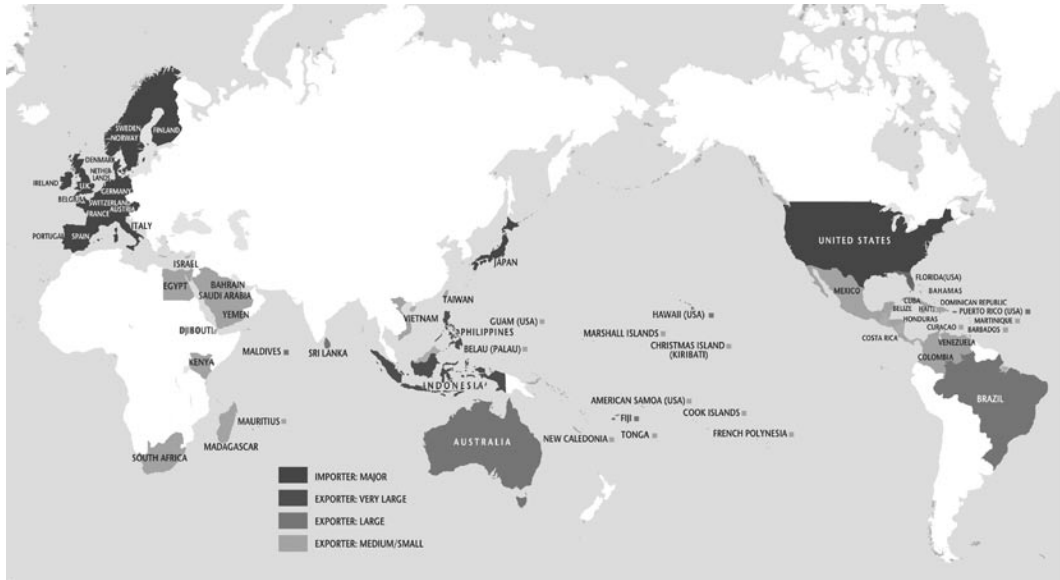 SWEDEN
FINLAND
NORWAY
DENMARK
NETHER
LANDS
IRELAND
U.K
GERMANY
BELGIUM
SWITZERLAND
AUSTRIA
FRANCE
ITALY
PORTUGAL
SPAIN
JAPAN
UNITED STATES
ISRAEL
EGYPT
BAHRAIN
SAUDI ARABIA
YEMEN
DJIBOUTI
KENYA
MALDIVES
SRI LANKA
VIETNAM
TAIWAN
PHILIPPINES
GUAM (USA)
BELAU (PALAU)
INDONESIA
HAWAII (USA)
MARSHALL ISLANDS
CHRISTMAS ISLAND
(KIRIBATI)
MEXICO
FLORIDA(USA)
BAHAMAS
CUBA
DOMINICAN REPUBLIC
BELIZE
HAITI
PUERTO RICO (USA)
HONDURAS
MARTINIQUE
CURACAO
BARBADOS
COSTA RICA
VENEZUELA
COLOMBIA
BRAZIL
MAURITIUS
MADAGASCAR
SOUTH AFRICA
AUSTRALIA
AMERICAN SAMOA (USA)
FIJI
COOK ISLANDS
NEW CALEDONIA
TONGA
FRENCH POLYNESIA
IMPORTER: MAJOR
EXPORTER: VERY LARGE
EXPORTER: LARGE
EXPORTER: MEDIUM/SMALL